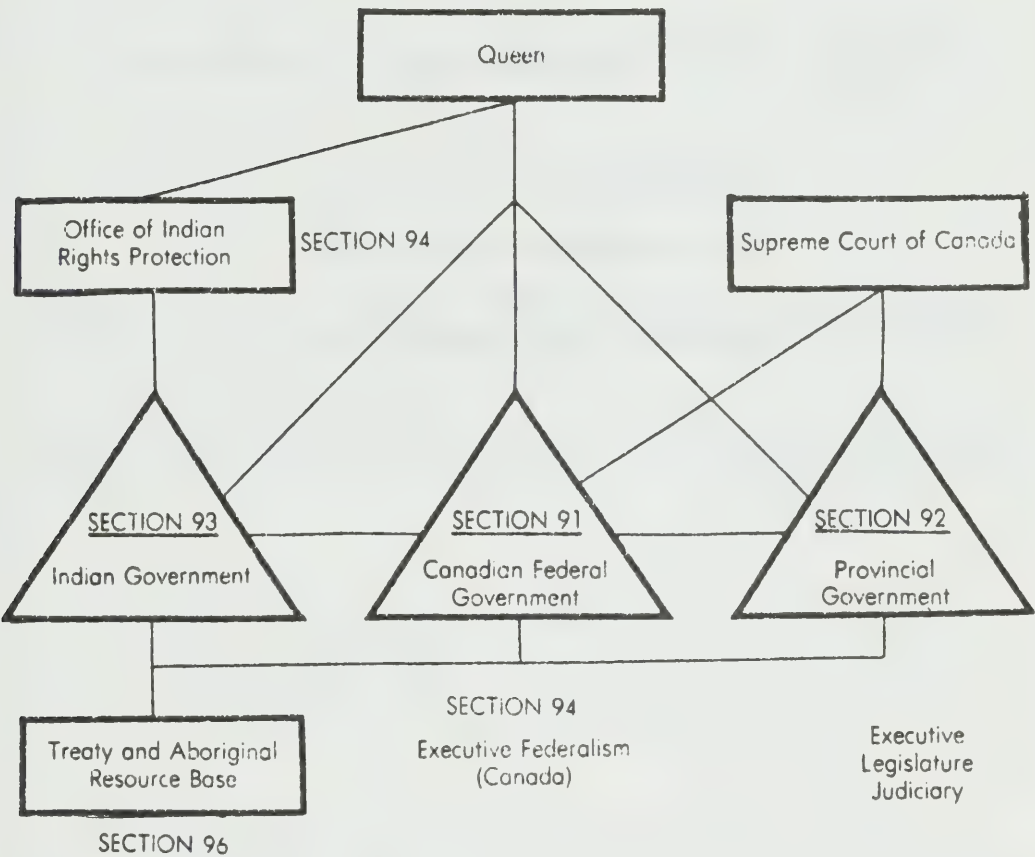 Queen
Office of Indian
Rights Protection
SECTION 94
Supreme Court of Canada
SECTION 93
Indian Government
SECTION 91
Canadian Federal
Government
SECTION 92
Provincial
Government
SECTION 94
Executive Federalism
(Canada)
Executive
Legislature
Judiciary
Treaty and Aboriginal
Resource Base
SECTION 96